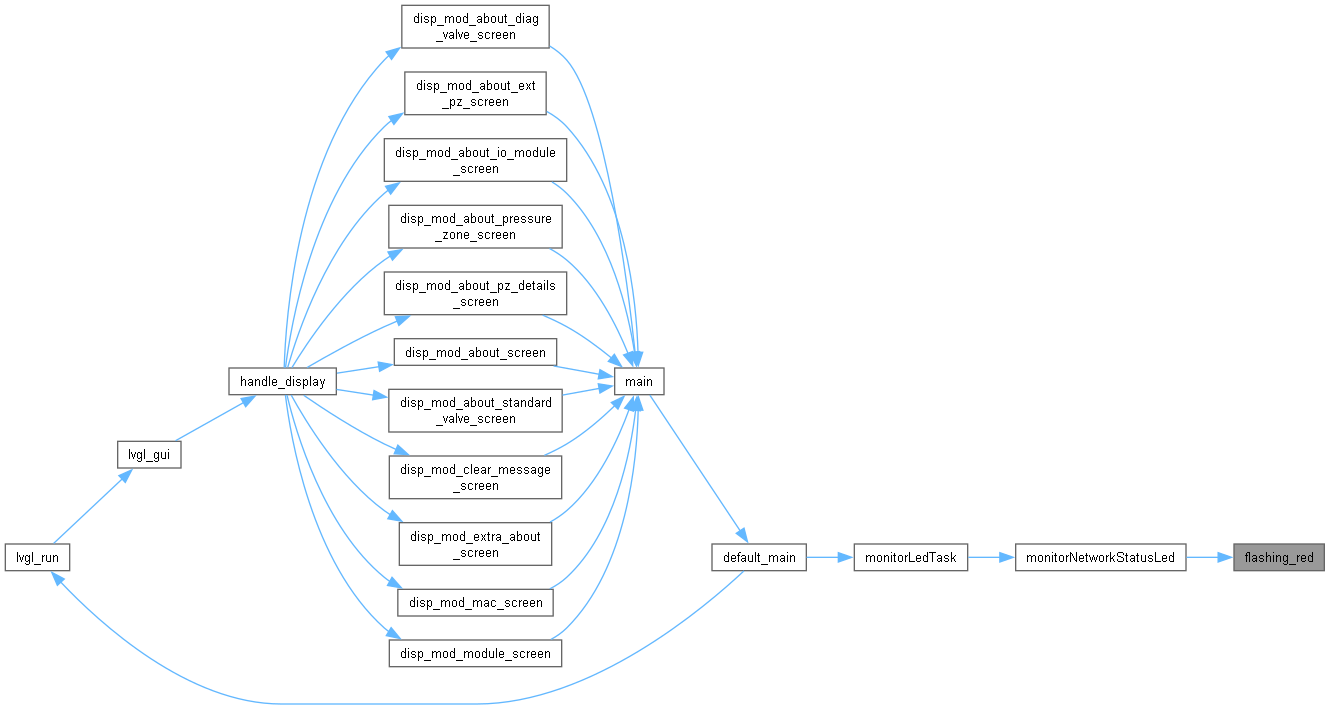 disp_mod_about_diag
_valve_screen
disp_mod_about_ext
_pz_screen
disp_mod_about_io_module
_screen
disp_mod_about_pressure
_zone_screen
disp_mod_about_pz_details
_screen
disp_mod_about_screen
handle_display
main
disp_mod_about_standard
_valve_screen
lvgl_gui
disp_mod_clear_message
_screen
disp_mod_extra_about
_screen
lvgl_run
default_main
monitorLedTask
monitorNetworkStatusLed
flashing_red
disp_mod_mac_screen
disp_mod_module_screen